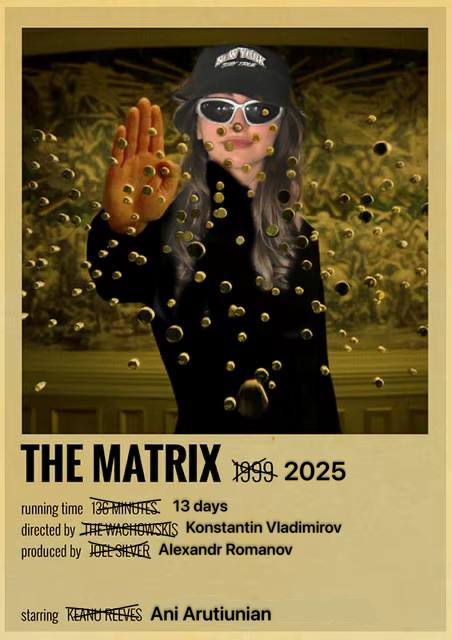 NEW YORK
THE MATRIX 1999 2025
running time 136 MINUTES 13 days
directed by THE WACHOWSKIS Konstantin Vladimirov
produced by JOEL SILVER Alexandr Romanov
starring KEANU REEVES Ani Arutiunian